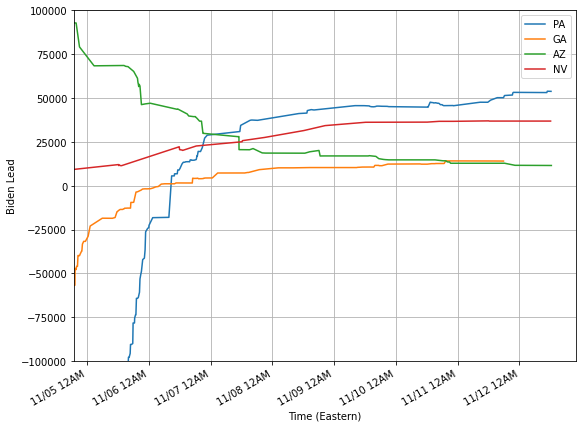 100000
75000
50000
25000
0
−25000
−50000
−75000
−100000
Biden Lead
PA
GA
AZ
NV
11/05 12AM
11/06 12AM
11/07 12AM
11/08 12AM
11/09 12AM
11/10 12AM
11/11 12AM
11/12 12AM
Time (Eastern)